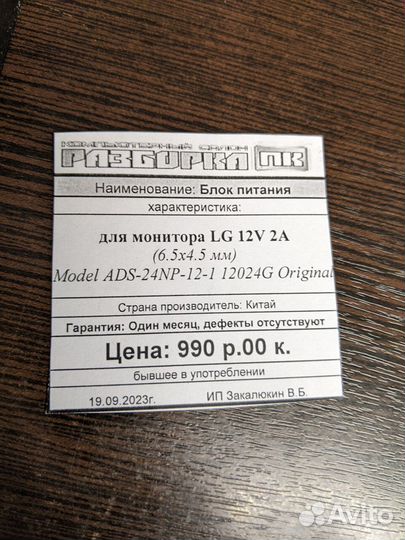 КОМПЬЮТЕРНЫЙ САЛОН
РАЗБОРКА ПК
Наименование: Блок питания
характеристика:
для монитора LG 12V 2A
(6.5x4.5 мм)
Model ADS-24NP-12-1 12024G Original
Страна производитель: Китай
Гарантия: Один месяц, дефекты отсутствуют
Цена: 990 р.00 к.
бывшее в употреблении
19.09.2023г. ИП Закалюкин В.Б.
Avito